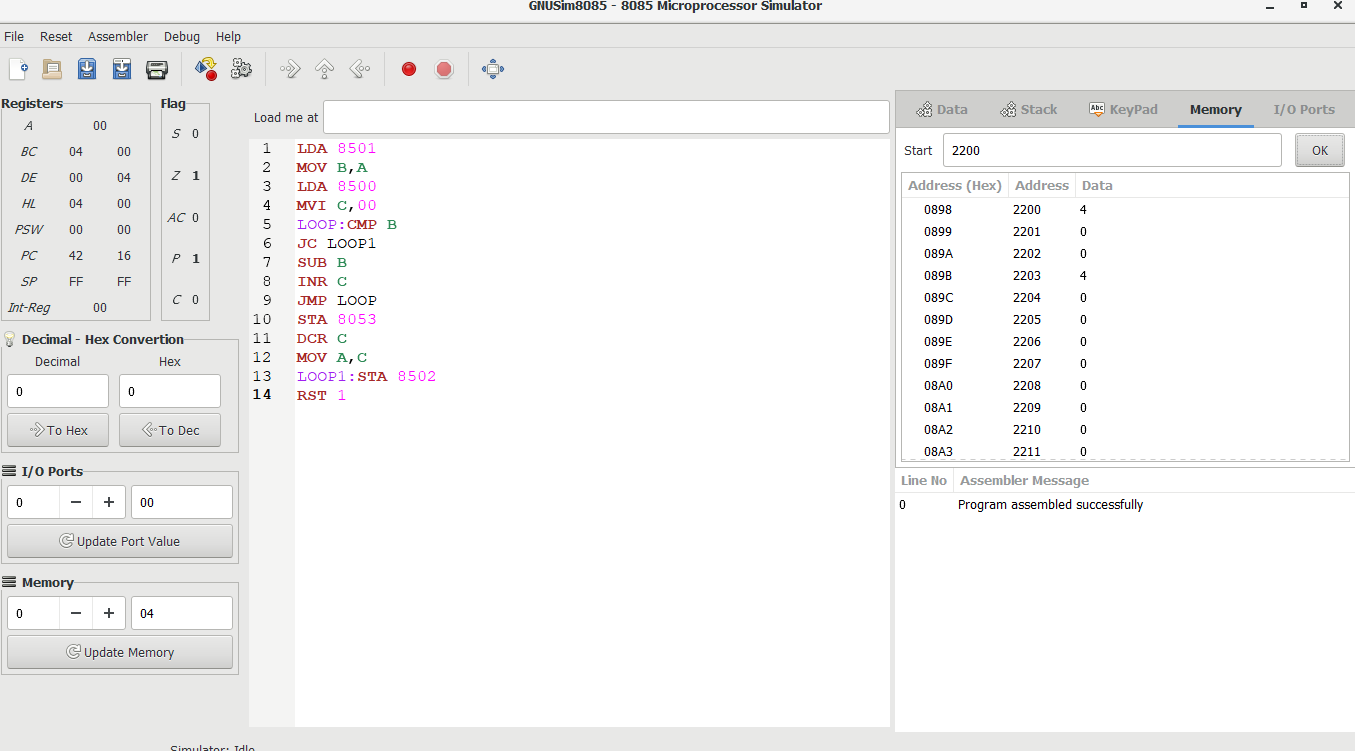 GNUSim8085 - 8085 Microprocessor Simulator
File Reset Assembler Debug Help
Registers
A 00
BC 04 00
DE 00 04
HL 04 00
PSW 00 00
PC 42 16
SP FF FF
Int-Reg 00
Flag
S 0
Z 1
AC 0
P 1
C 0
Decimal - Hex Convertion
Decimal Hex
0 0
To Hex To Dec
I/O Ports
0 − + 00
Update Port Value
Memory
0 − + 04
Update Memory
Load me at
1 LDA 8501
2 MOV B,A
3 LDA 8500
4 MVI C,00
5 LOOP:CMP B
6 JC LOOP1
7 SUB B
8 INR C
9 JMP LOOP
10 STA 8053
11 DCR C
12 MOV A,C
13 LOOP1:STA 8502
14 RST 1
Data Stack Abc KeyPad Memory I/O Ports
Start 2200 OK
Address (Hex) Address Data
0898 2200 4
0899 2201 0
089A 2202 0
089B 2203 4
089C 2204 0
089D 2205 0
089E 2206 0
089F 2207 0
08A0 2208 0
08A1 2209 0
08A2 2210 0
08A3 2211 0
Line No Assembler Message
0 Program assembled successfully
Simulator: Idle